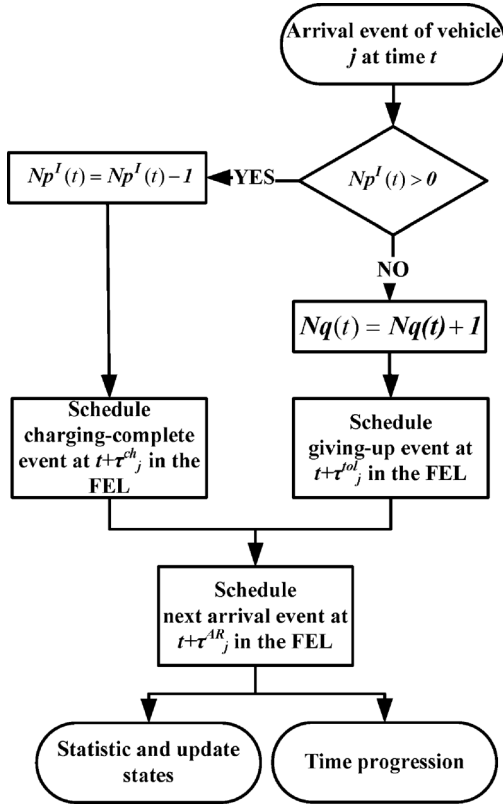 Arrival event of vehicle
j at time t
Np^I(t)>0
YES
Np^I(t)=Np^I(t)-1
NO
Nq(t) = Nq(t)+1
Schedule
charging-complete
event at t+τ^ch_j in the
FEL
Schedule
giving-up event at
t+τ^tol_j in the FEL
Schedule
next arrival event at
t+τ^AR_j in the FEL
Statistic and update
states
Time progression